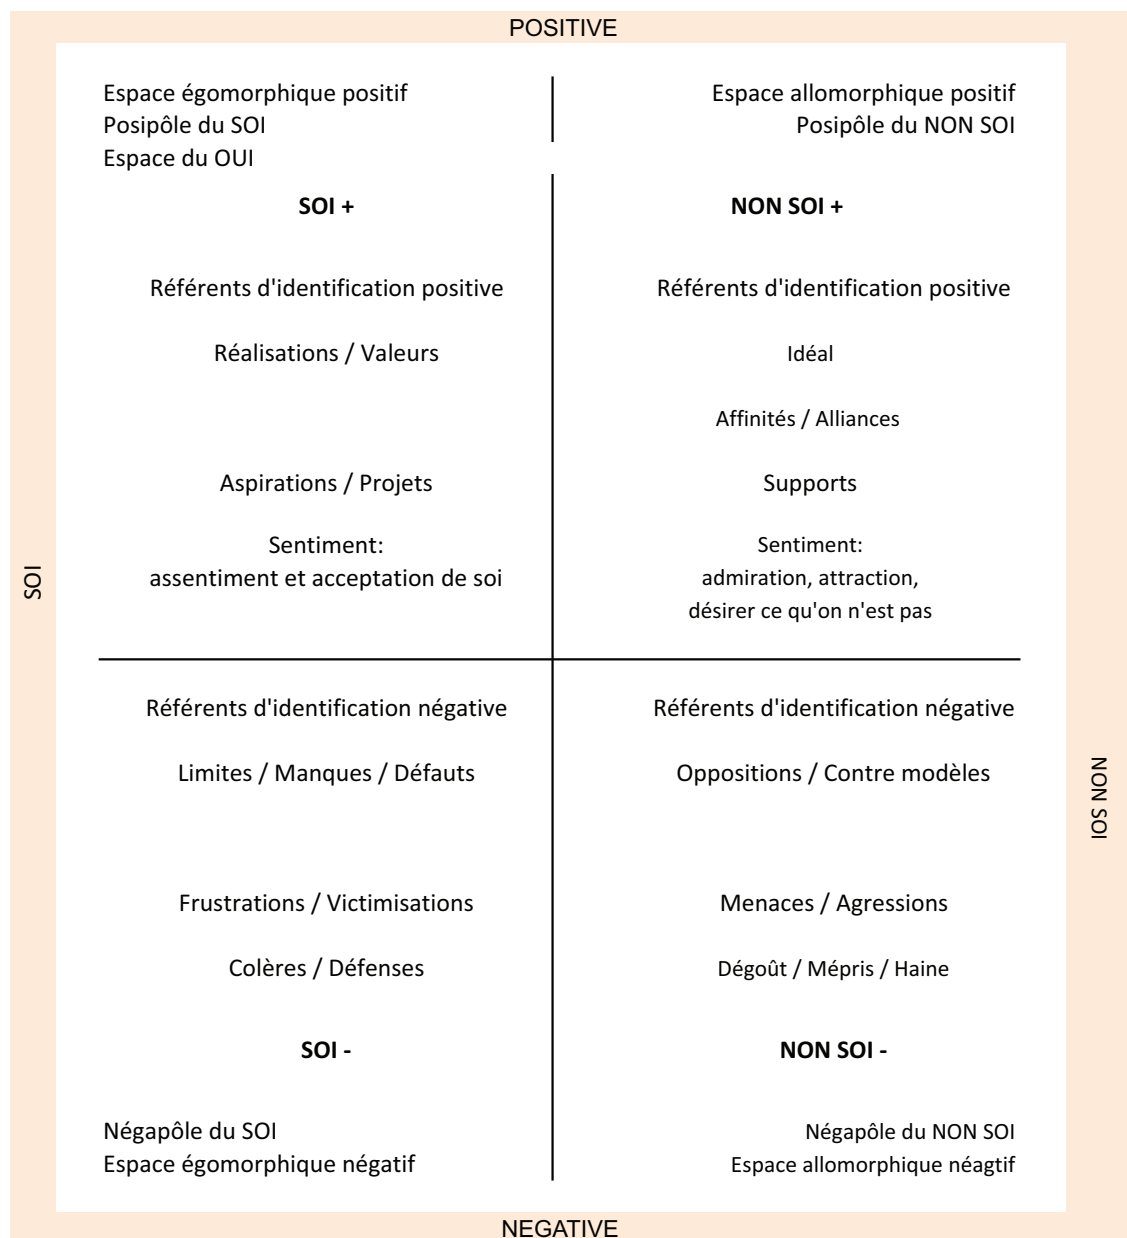 POSITIVE
Espace égomorphique positif
Posipôle du SOI
Espace du OUI
Espace allomorphique positif
Posipôle du NON SOI
SOI +
NON SOI +
Référents d'identification positive
Référents d'identification positive
Réalisations / Valeurs
Idéal
Affinités / Alliances
Aspirations / Projets
Supports
Sentiment:
assentiment et acceptation de soi
Sentiment:
admiration, attraction,
désirer ce qu'on n'est pas
SOI
Référents d'identification négative
Référents d'identification négative
Limites / Manques / Défauts
Oppositions / Contre modèles
NON SOI
Frustrations / Victimisations
Menaces / Agressions
Colères / Défenses
Dégoût / Mépris / Haine
SOI -
NON SOI -
Négapôle du SOI
Espace égomorphique négatif
Négapôle du NON SOI
Espace allomorphique néagtif
NEGATIVE